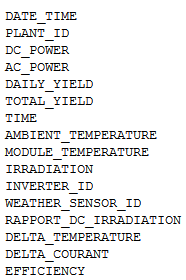 DATE_TIME
PLANT_ID
DC_POWER
AC_POWER
DAILY_YIELD
TOTAL_YIELD
TIME
AMBIENT_TEMPERATURE
MODULE_TEMPERATURE
IRRADIATION
INVERTER_ID
WEATHER_SENSOR_ID
RAPPORT_DC_IRRADIATION
DELTA_TEMPERATURE
DELTA_COURANT
EFFICIENCY